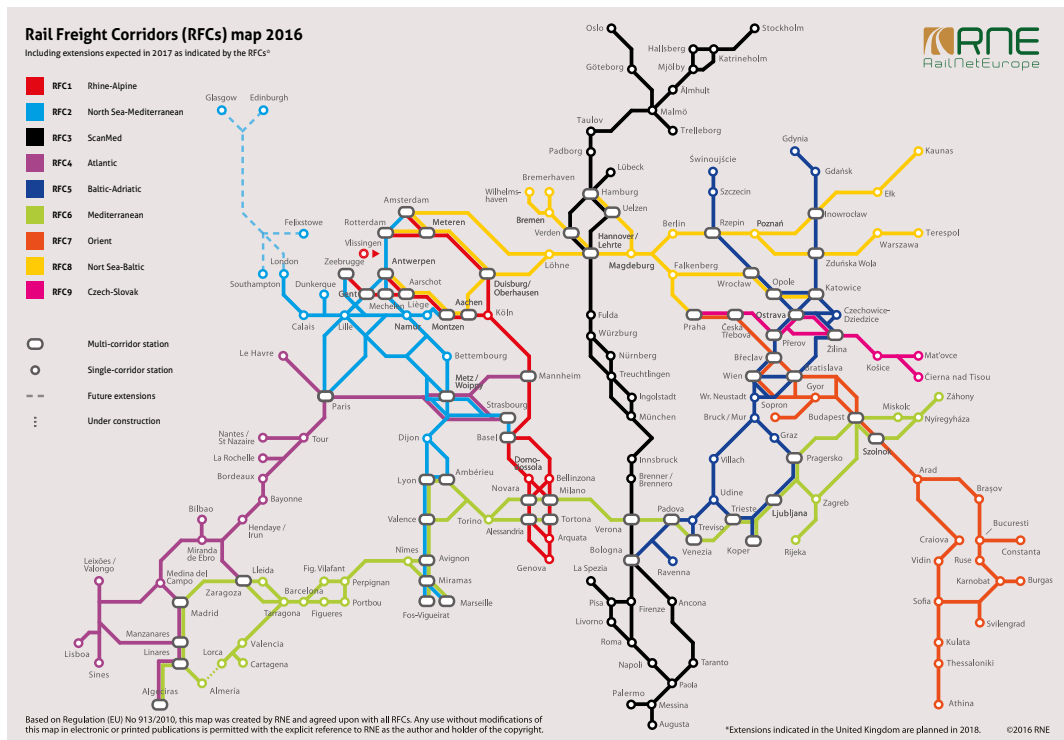 Rail Freight Corridors (RFCs) map 2016
Including extensions expected in 2017 as indicated by the RFCs*
RNE
RailNetEurope
RFC1 Rhine-Alpine
RFC2 North Sea-Mediterranean
RFC3 ScanMed
RFC4 Atlantic
RFC5 Baltic-Adriatic
RFC6 Mediterranean
RFC7 Orient
RFC8 Nort Sea-Baltic
RFC9 Czech-Slovak
Multi-corridor station
Single-corridor station
Future extensions
Under construction
Oslo
Stockholm
Hallsberg
Katrineholm
Göteborg
Mjölby
Älmhult
Malmö
Taulov
Trelleborg
Padborg
Lübeck
Glasgow
Edinburgh
Felixstowe
London
Southampton
Dunkerque
Calais
Lille
Amsterdam
Rotterdam
Meteren
Vlissingen
Zeebrugge
Antwerpen
Gent
Mechelen
Aarschot
Liège
Namur
Montzen
Aachen
Duisburg/
Oberhausen
Köln
Wilhelms-
haven
Bremerhaven
Bremen
Verden
Hamburg
Uelzen
Hannover/
Lehrte
Löhne
Magdeburg
Berlin
Falkenberg
Świnoujście
Szczecin
Rzepin
Poznań
Gdynia
Gdańsk
Inowrocław
Kaunas
Ełk
Terespol
Warszawa
Zduńska Wola
Wrocław
Opole
Katowice
Ostrava
Czechowice-
Dziedzice
Praha
Česká
Třebova
Přerov
Žilina
Břeclav
Košice
Mat'ovce
Čierna nad Tisou
Wien
Bratislava
Wr. Neustadt
Gyor
Sopron
Bruck / Mur
Budapest
Miskolc
Záhony
Nyíregyháza
Szolnok
Graz
Pragersko
Villach
Udine
Zagreb
Ljubljana
Trieste
Koper
Rijeka
Treviso
Venezia
Padova
Ravenna
Arad
Brașov
Bucuresti
Craiova
Constanta
Vidin
Ruse
Karnobat
Burgas
Sofia
Svilengrad
Kulata
Thessaloniki
Athina
Fulda
Würzburg
Nürnberg
Treuchtlingen
Ingolstadt
München
Innsbruck
Brenner /
Brennero
Verona
Bologna
La Spezia
Pisa
Firenze
Ancona
Livorno
Roma
Napoli
Taranto
Paola
Palermo
Messina
Augusta
Le Havre
Paris
Bettembourg
Metz /
Woippy
Mannheim
Strasbourg
Basel
Dijon
Domo-
dossola
Bellinzona
Novara
Milano
Lyon
Ambérieu
Valence
Torino
Alessandria
Tortona
Arquata
Genova
Nîmes
Avignon
Miramas
Fos-Vigueirat
Marseille
Nantes /
St Nazaire
Tour
La Rochelle
Bordeaux
Bayonne
Bilbao
Hendaye /
Irun
Miranda
de Ebro
Leixões /
Valongo
Medina del
Campo
Zaragoza
Lleida
Fig. Vilafant
Perpignan
Barcelona
Tarragona
Figueres
Portbou
Madrid
Manzanares
Linares
Lisboa
Sines
Valencia
Lorca
Cartagena
Almeria
Algeciras
Based on Regulation (EU) No 913/2010, this map was created by RNE and agreed upon with all RFCs. Any use without modifications of
this map in electronic or printed publications is permitted with the explicit reference to RNE as the author and holder of the copyright.
*Extensions indicated in the United Kingdom are planned in 2018.
©2016 RNE